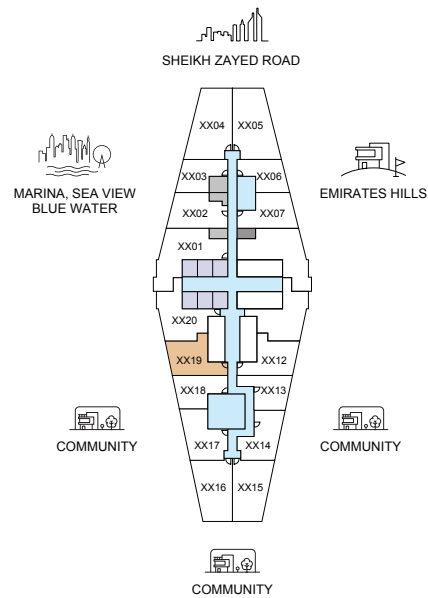 SHEIKH ZAYED ROAD
XX04 XX05
MARINA, SEA VIEW
BLUE WATER
XX03 XX06
EMIRATES HILLS
XX02 XX07
XX01
XX20
XX19 XX12
XX18 XX13
COMMUNITY
XX17 XX14
COMMUNITY
XX16 XX15
COMMUNITY